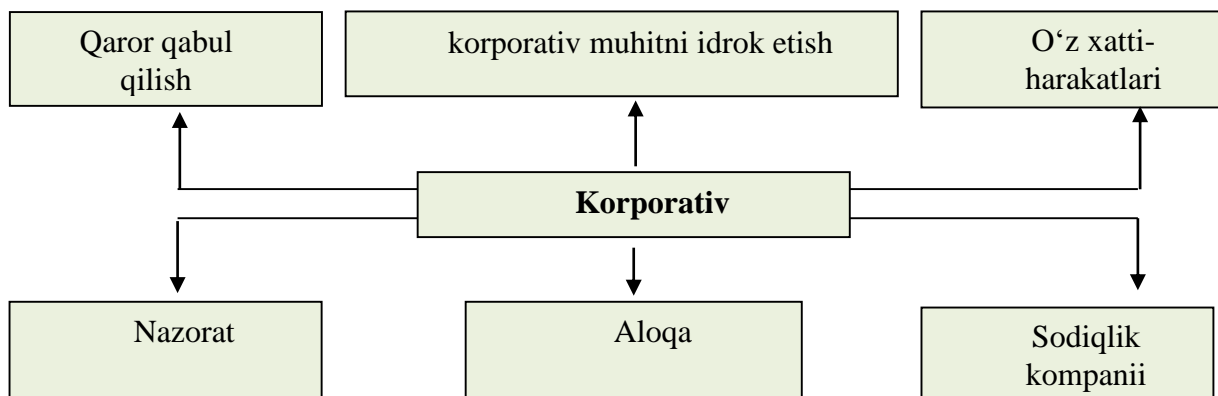 Qaror qabul
qilish
korporativ muhitni idrok etish
O‘z xatti-
harakatlari
Korporativ
Nazorat
Aloqa
Sodiqlik
kompanii